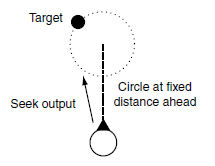 Target
Circle at fixed
distance ahead
Seek output